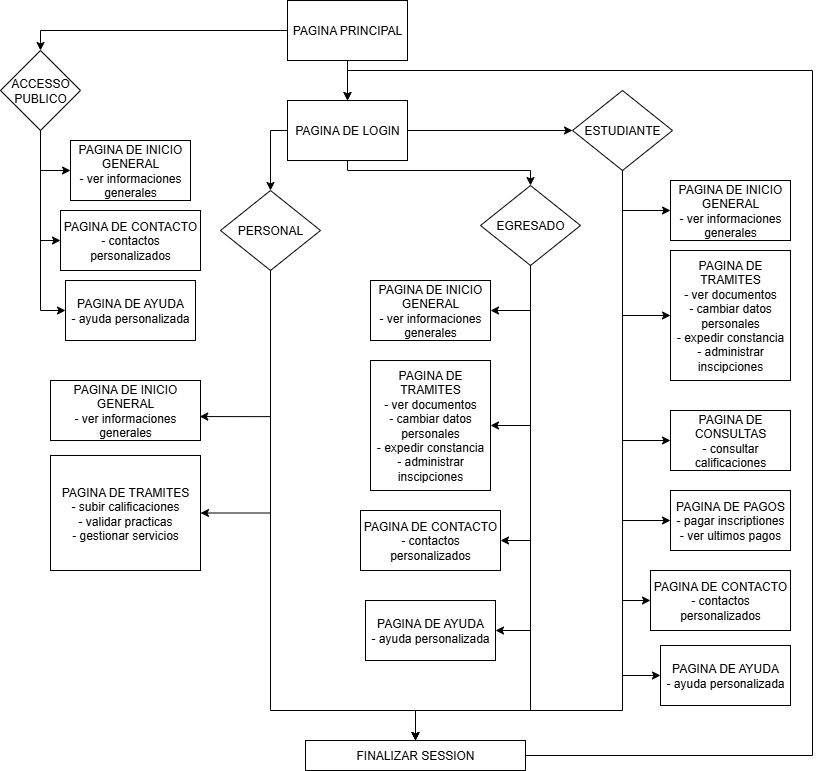 PAGINA PRINCIPAL
ACCESSO
PUBLICO
PAGINA DE LOGIN
ESTUDIANTE
PAGINA DE INICIO
GENERAL
- ver informaciones
generales
PAGINA DE CONTACTO
- contactos
personalizados
PAGINA DE AYUDA
- ayuda personalizada
PERSONAL
PAGINA DE INICIO
GENERAL
- ver informaciones
generales
PAGINA DE TRAMITES
- subir calificaciones
- validar practicas
- gestionar servicios
EGRESADO
PAGINA DE INICIO
GENERAL
- ver informaciones
generales
PAGINA DE
TRAMITES
- ver documentos
- cambiar datos
personales
- expedir constancia
- administrar
inscipciones
PAGINA DE CONTACTO
- contactos
personalizados
PAGINA DE AYUDA
- ayuda personalizada
PAGINA DE INICIO
GENERAL
- ver informaciones
generales
PAGINA DE
TRAMITES
- ver documentos
- cambiar datos
personales
- expedir constancia
- administrar
inscipciones
PAGINA DE
CONSULTAS
- consultar
calificaciones
PAGINA DE PAGOS
- pagar inscriptiones
- ver ultimos pagos
PAGINA DE CONTACTO
- contactos
personalizados
PAGINA DE AYUDA
- ayuda personalizada
FINALIZAR SESSION